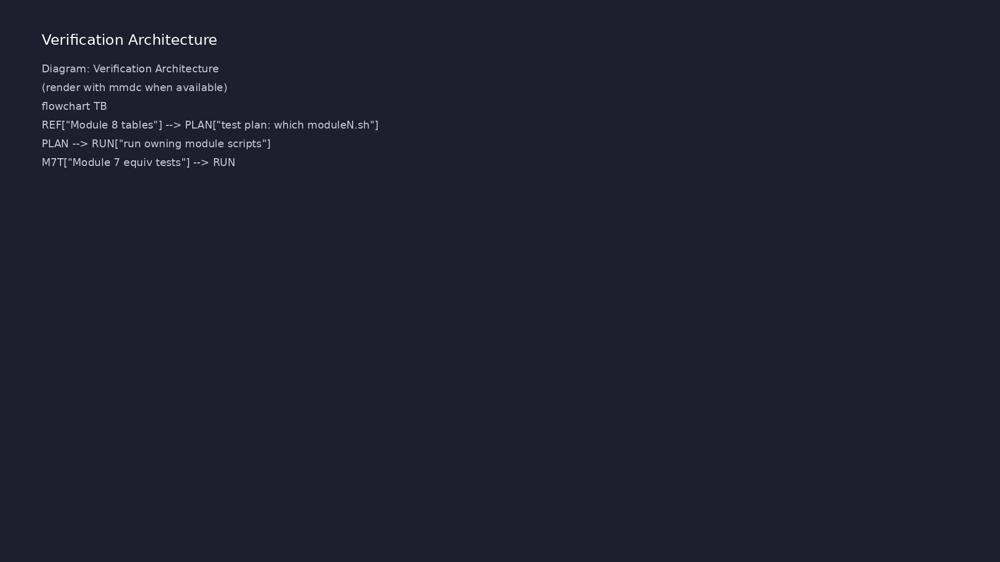 Verification Architecture
Diagram: Verification Architecture
(render with mmdc when available)
flowchart TB
REF["Module 8 tables"] --> PLAN["test plan: which moduleN.sh"]
PLAN --> RUN["run owning module scripts"]
M7T["Module 7 equiv tests"] --> RUN